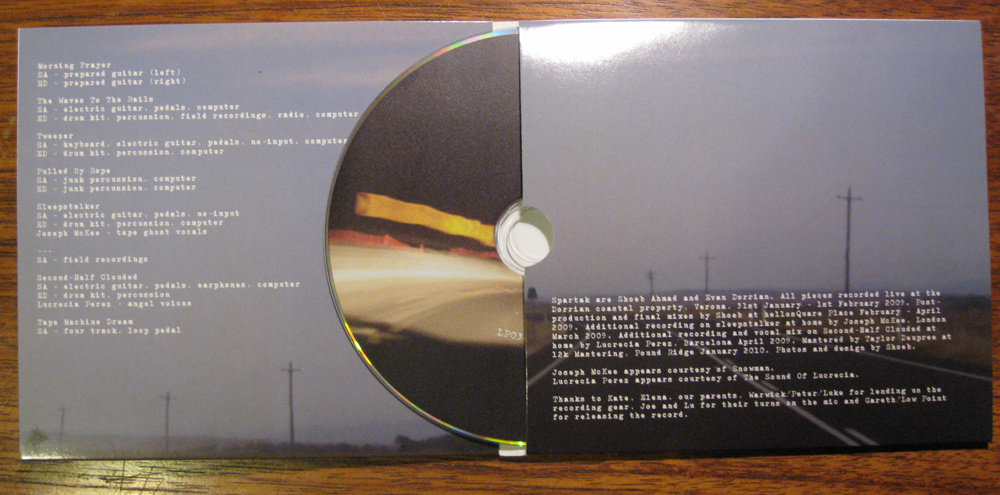 Morning Prayer
SA - prepared guitar (left)
ED - prepared guitar (right)
The Waves To The Rails
SA - electric guitar, pedals, computer
ED - drum kit, percussion, field recordings, radio, computer
Tweezer
SA - keyboard, electric guitar, pedals, no-input, computer
ED - drum kit, percussion, computer
Pulled By Rope
SA - junk percussion, computer
ED - junk percussion, computer
Sleepstalker
SA - electric guitar, pedals, no-input
ED - drum kit, percussion, computer
Joseph McKee - tape ghost vocals
...
SA - field recordings
Second-Half Clouded
SA - electric guitar, pedals, earphones, computer
ED - drum kit, percussion
Lucrecia Perez - angel voices
Tape Machine Dream
SA - four track, loop pedal
LP03
Spartak are Shoeb Ahmad and Evan Dorrian. All pieces recorded live at the
Dorrian coastal property, Verona, 31st January - 1st February 2009. Post-
production and final mixes by Shoeb at hellosQuare Place February - April
2009. Additional recording on sleepstalker at home by Joseph McKee, London
March 2009. Additional recording and vocal mix on Second-Half Clouded at
home by Lucrecia Perez, Barcelona April 2009. Mastered by Taylor Deupree at
12k Mastering, Pound Ridge January 2010. Photos and design by Shoeb.
Joseph McKee appears courtesy of Snowman.
Lucrecia Perez appears courtesy of The Sound Of Lucrecia.
Thanks to Kate, Elena, our parents, Warwick/Peter/Luke for lending us the
recording gear, Joe and Lu for their turns on the mic and Gareth/Low Point
for releasing the record.